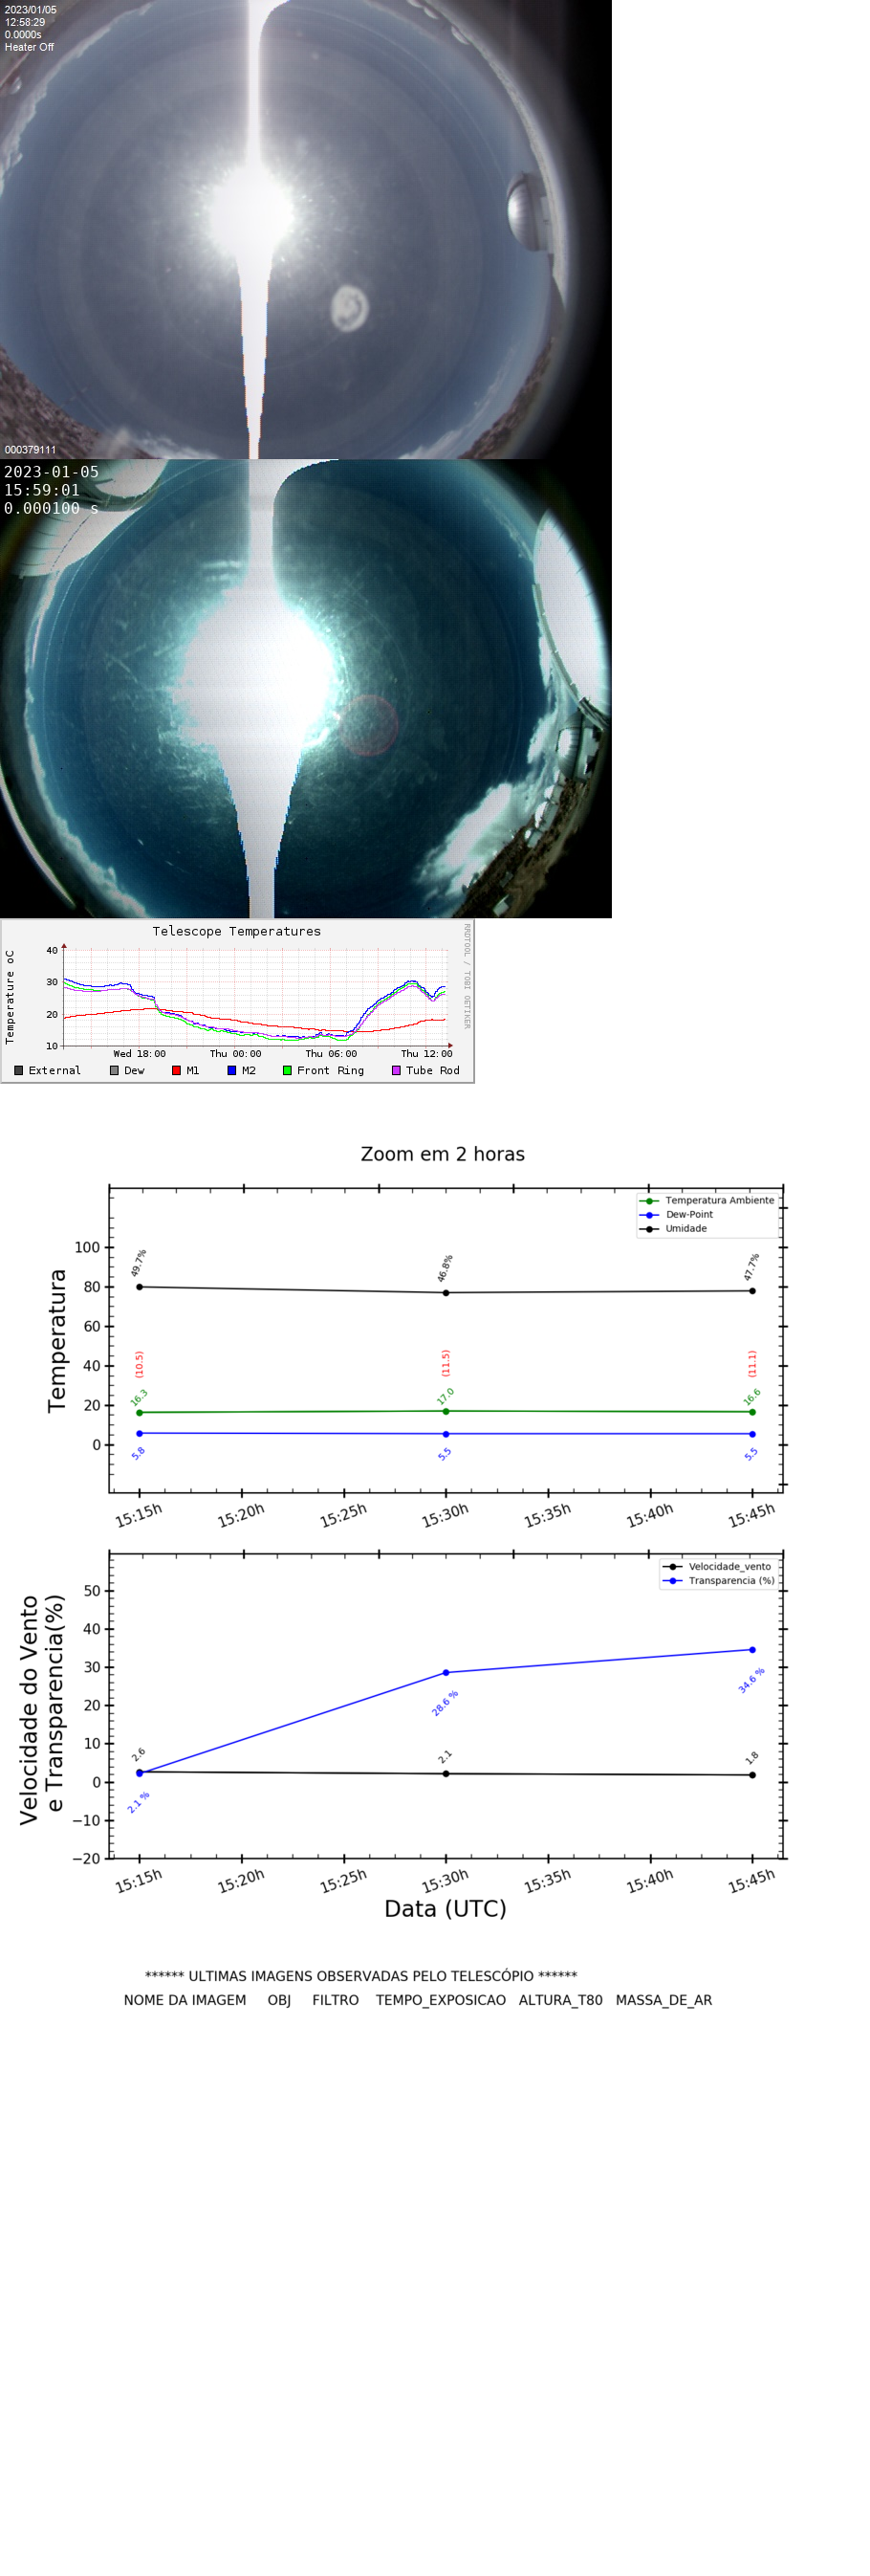 2023/01/05
12:58:29
0.0000s
Heater Off
000379111
2023-01-05
15:59:01
0.000100 s
Telescope Temperatures
RRDTOOL / TOBI OETIKER
Temperature oC
40
30
20
10
Wed 18:00 Thu 00:00 Thu 06:00 Thu 12:00
External Dew M1 M2 Front Ring Tube Rod
Zoom em 2 horas
Temperatura Ambiente
Dew-Point
Umidade
Temperatura
100
80
60
40
20
0
49.7% 46.8% 47.7%
(10.5) (11.5) (11.1)
16.3 17.0 16.6
5.8 5.5 5.5
15:15h 15:20h 15:25h 15:30h 15:35h 15:40h 15:45h
Velocidade_vento
Transparencia (%)
Velocidade do Vento
e Transparencia(%)
50
40
30
20
10
0
−10
−20
2.6 2.1 1.8
2.1 % 28.6 % 34.6 %
15:15h 15:20h 15:25h 15:30h 15:35h 15:40h 15:45h
Data (UTC)
****** ULTIMAS IMAGENS OBSERVADAS PELO TELESCÓPIO ******
NOME DA IMAGEM OBJ FILTRO TEMPO_EXPOSICAO ALTURA_T80 MASSA_DE_AR